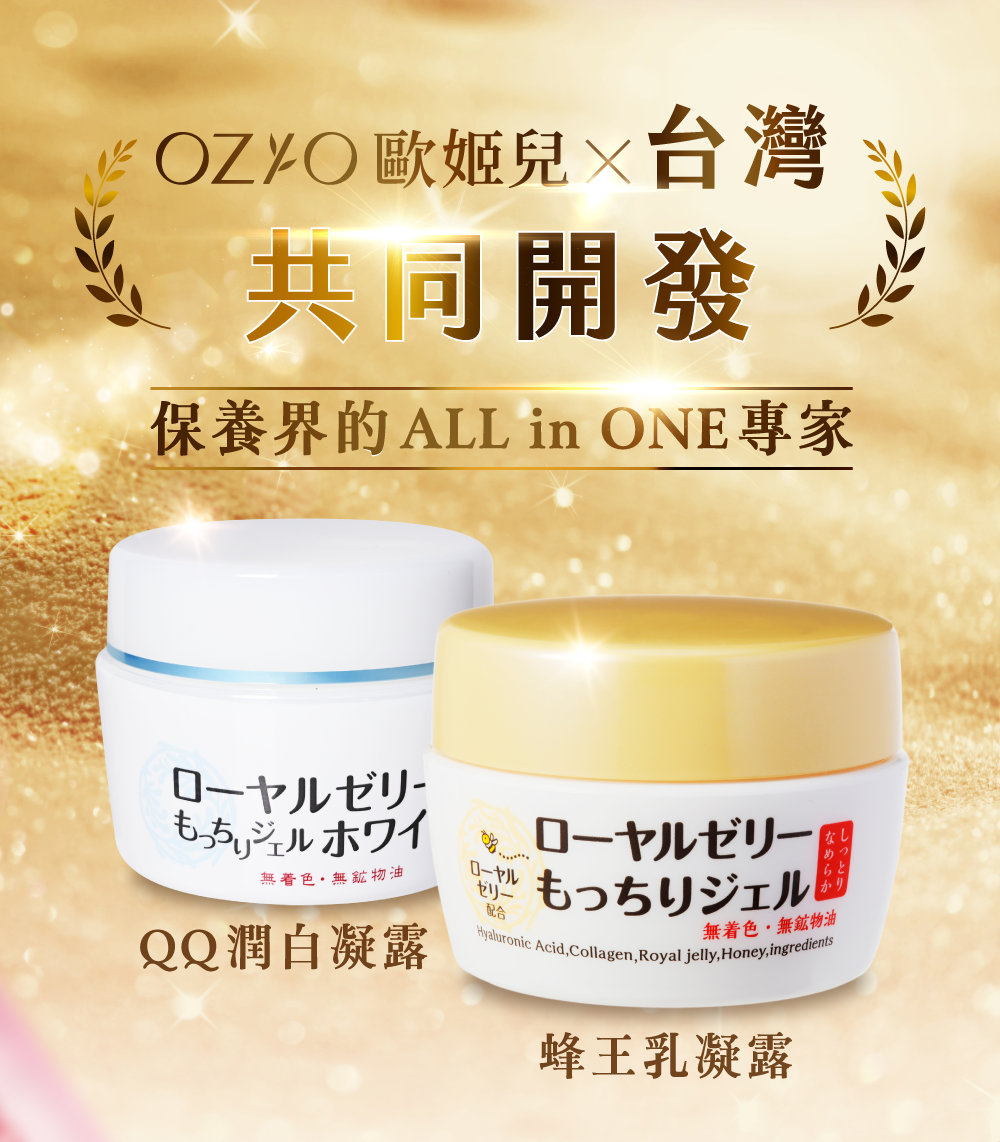 OZIO 歐姬兒×台灣
共同開發
保養界的ALL in ONE專家
ローヤルゼリー
もっちりジェル ホワイ
無着色・無鉱物油
QQ潤白凝露
ローヤル
ゼリー
配合
ローヤルゼリー
もっちりジェル
しっとり
なめらか
無着色・無鉱物油
Hyaluronic Acid,Collagen,Royal jelly,Honey,ingredients
蜂王乳凝露